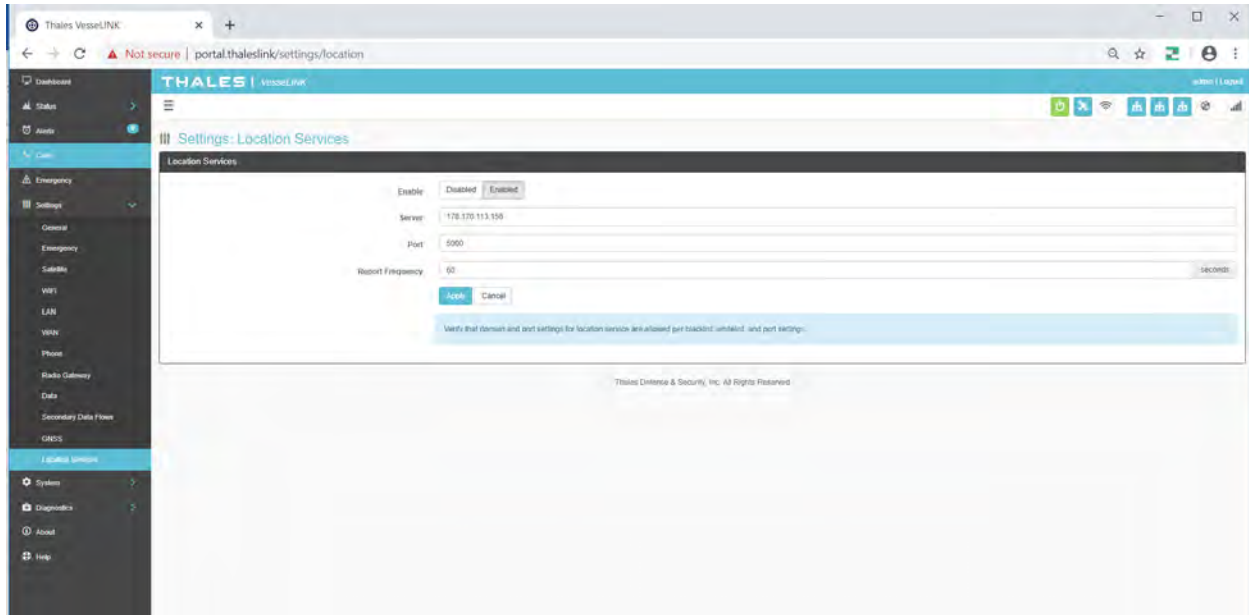 Thales VesseLINK
Not secure | portal.thaleslink/settings/location
Dashboard
THALES | VesseLINK
admin | Logout
Status
Alerts
Calls
Emergency
Settings
General
Emergency
Satellite
WiFi
LAN
WAN
Phone
Radio Gateway
Data
Secondary Data Flows
GNSS
Location Services
System
Diagnostics
About
Help
Settings: Location Services
Location Services
Enable Disabled Enabled
Server 178.170.113.156
Port 5000
Report Frequency 60 seconds
Apply Cancel
Verify that domain and port settings for location service are allowed per blacklist, whitelist, and port settings.
Thales Defense & Security, Inc. All Rights Reserved